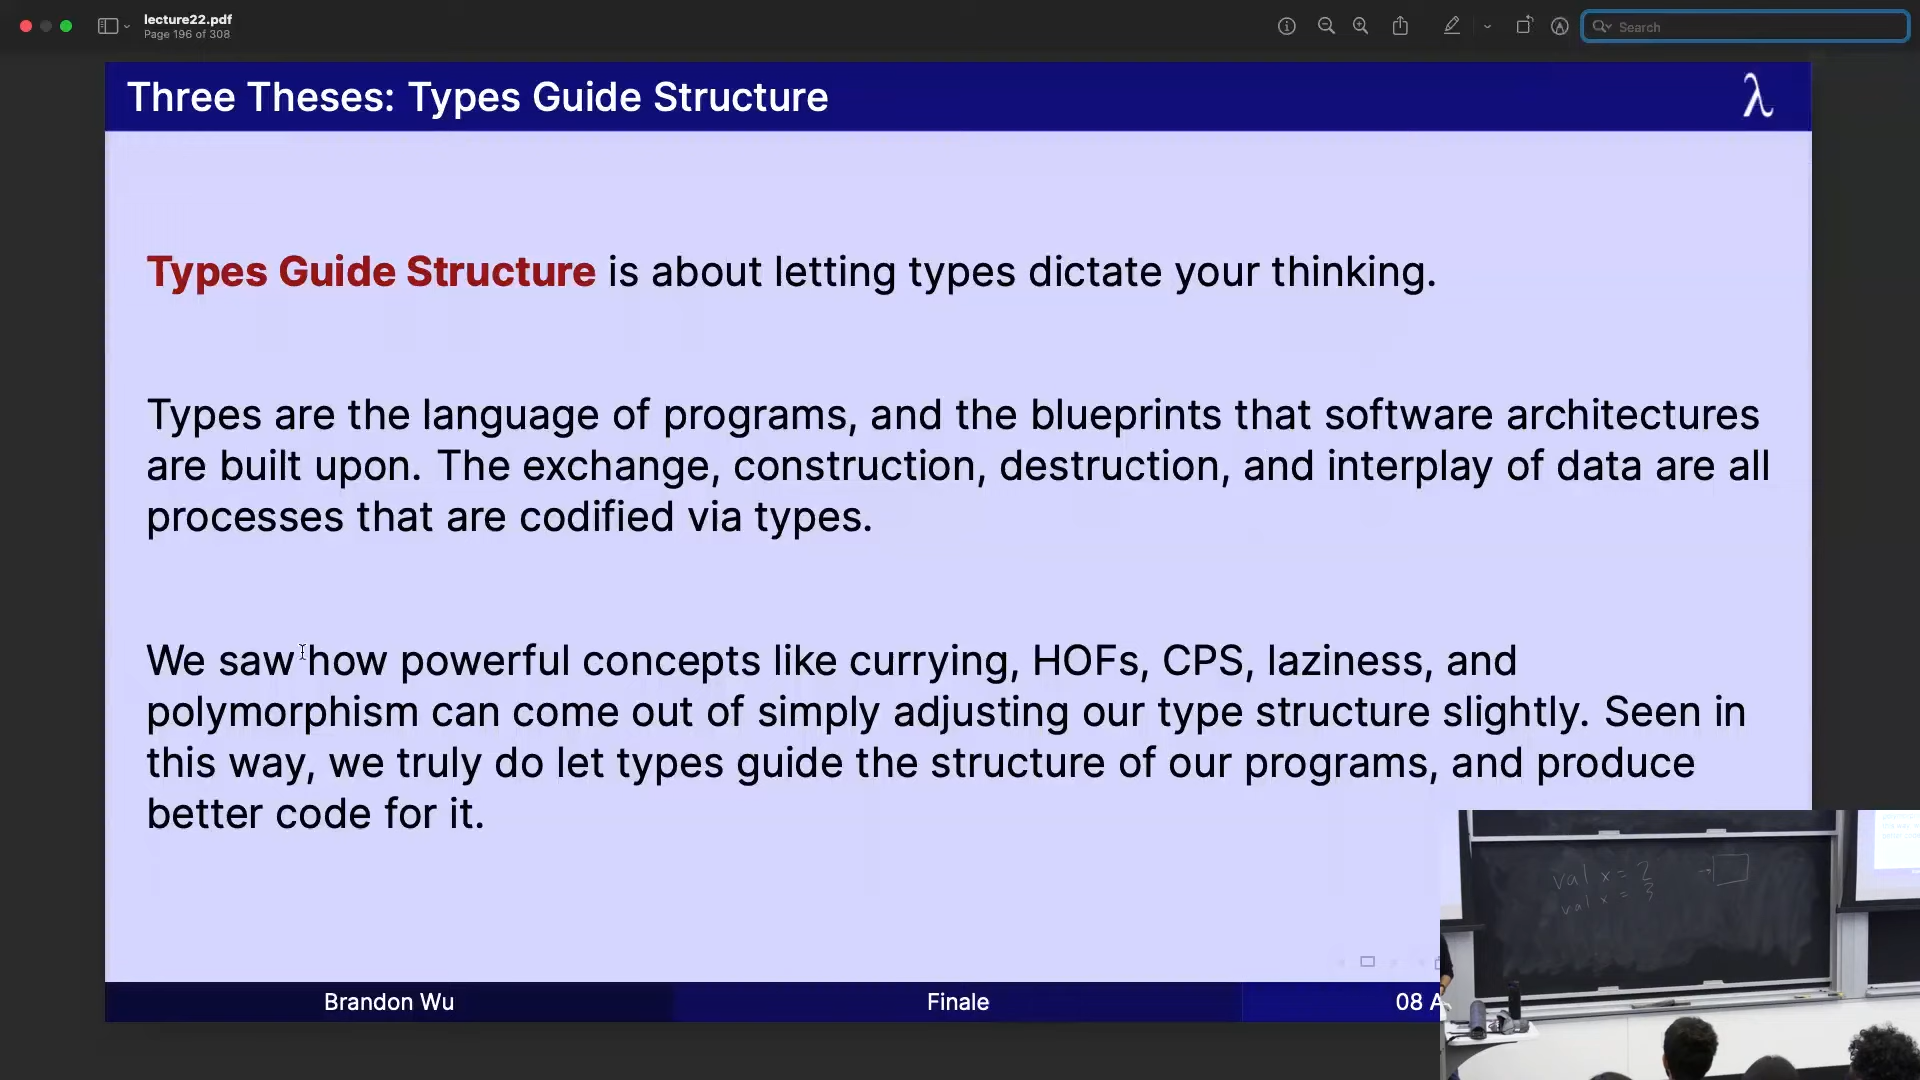 lecture22.pdf
Page 196 of 308
Search
Three Theses: Types Guide Structure
λ
Types Guide Structure is about letting types dictate your thinking.
Types are the language of programs, and the blueprints that software architectures
are built upon. The exchange, construction, destruction, and interplay of data are all
processes that are codified via types.
We saw how powerful concepts like currying, HOFs, CPS, laziness, and
polymorphism can come out of simply adjusting our type structure slightly. Seen in
this way, we truly do let types guide the structure of our programs, and produce
better code for it.
val x = 2
val x = 3
Brandon Wu
Finale
08 A